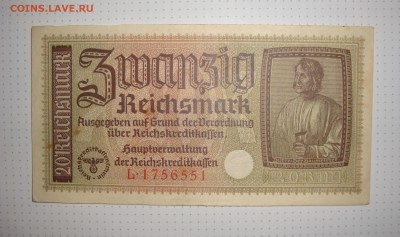 COINS.LAVE.RU
Zwanzig
Reichsmark
Ausgegeben auf Grund der Verordnung
über Reichskreditkassen.
Hauptverwaltung
der Reichskreditkassen
L·1756551
20 Reichsmark